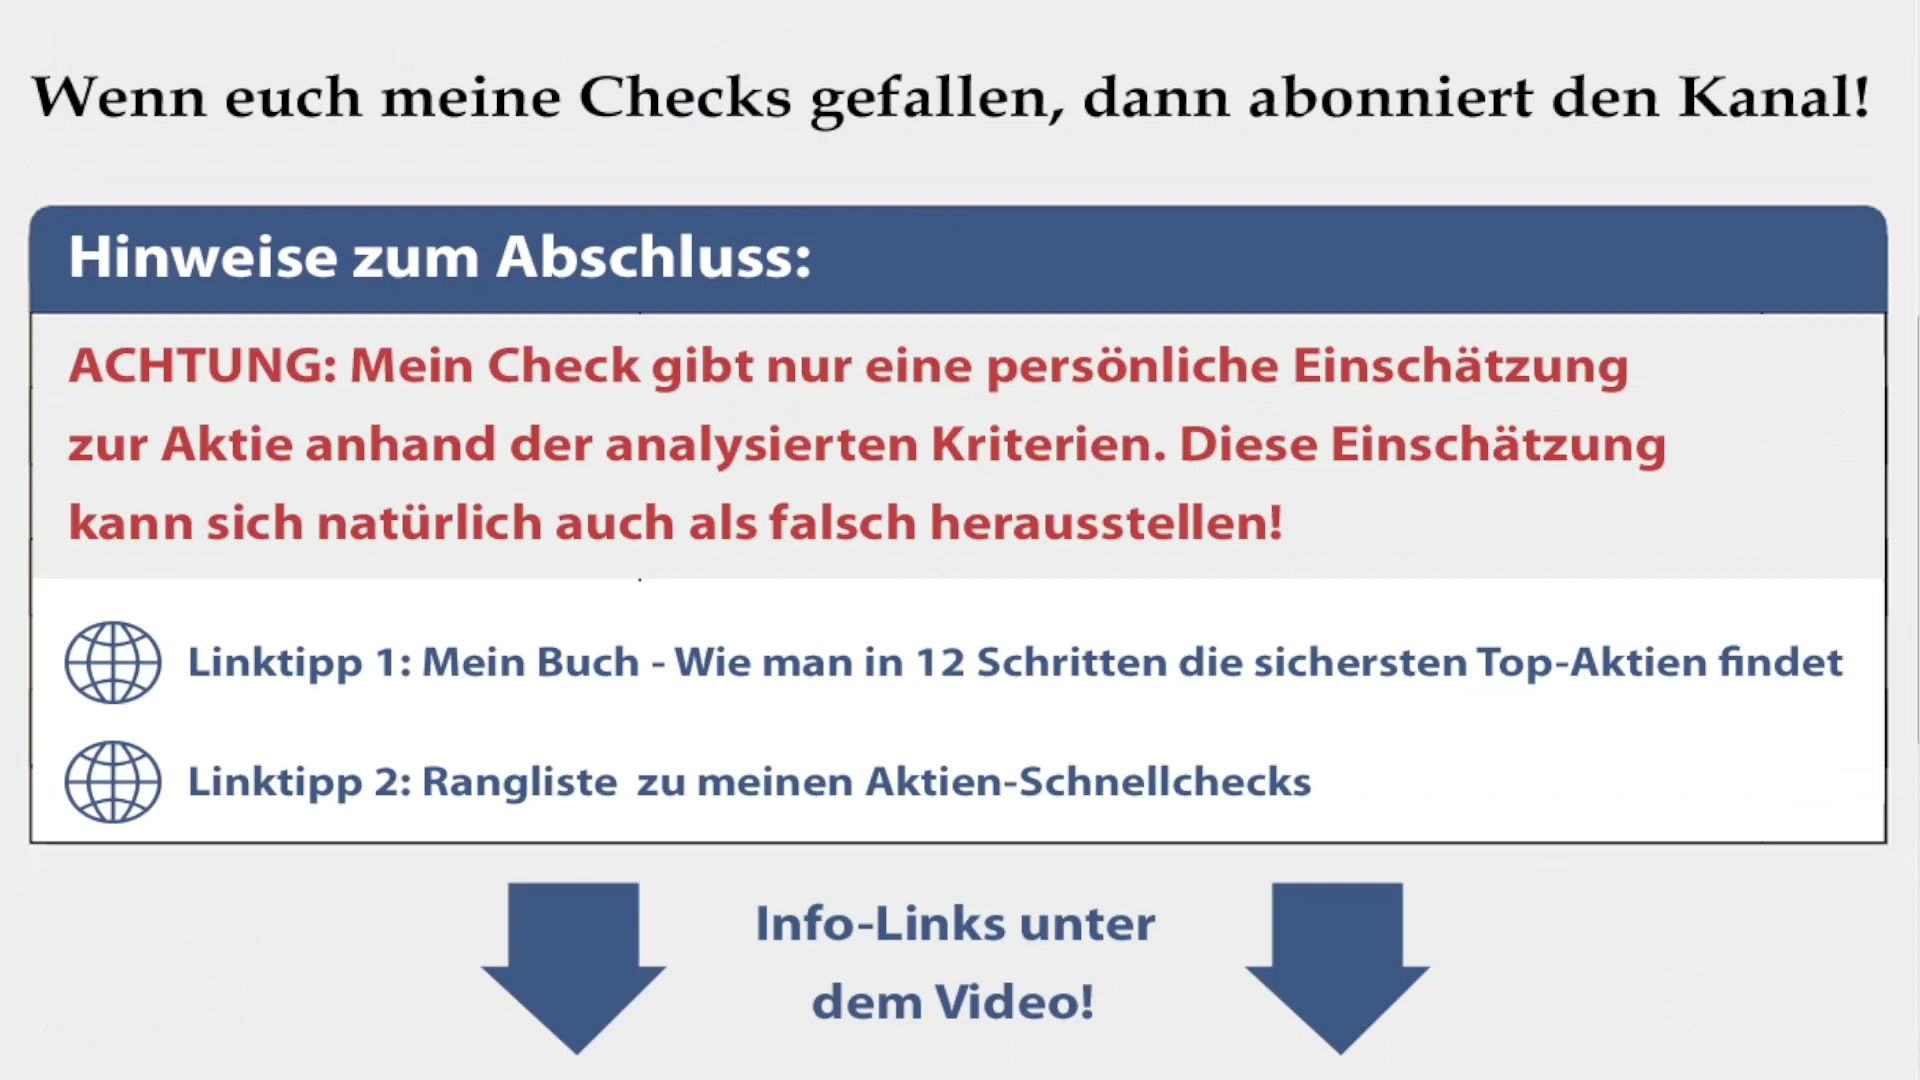 Wenn euch meine Checks gefallen, dann abonniert den Kanal!
Hinweise zum Abschluss:
ACHTUNG: Mein Check gibt nur eine persönliche Einschätzung
zur Aktie anhand der analysierten Kriterien. Diese Einschätzung
kann sich natürlich auch als falsch herausstellen!
Linktipp 1: Mein Buch - Wie man in 12 Schritten die sichersten Top-Aktien findet
Linktipp 2: Rangliste zu meinen Aktien-Schnellchecks
Info-Links unter
dem Video!